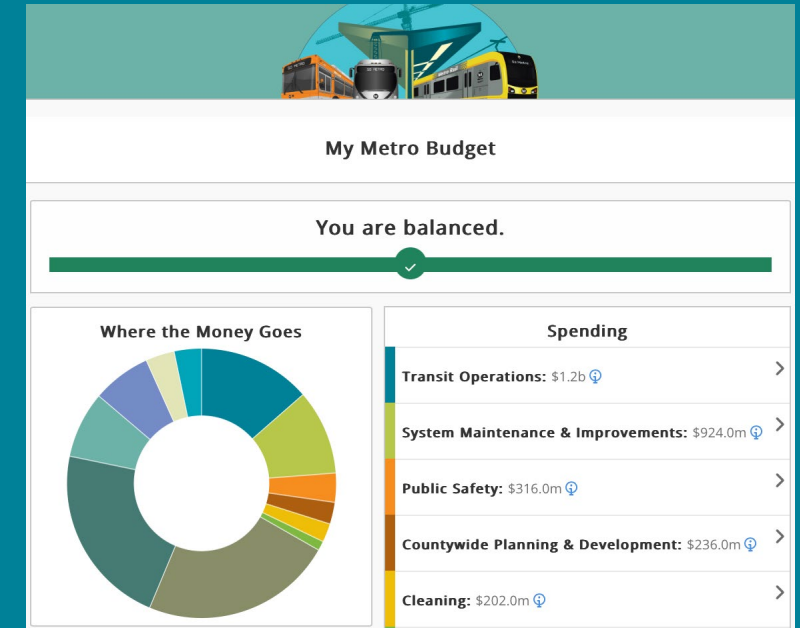 My Metro Budget
You are balanced.
Where the Money Goes
Spending
Transit Operations: $1.2b
System Maintenance & Improvements: $924.0m
Public Safety: $316.0m
Countywide Planning & Development: $236.0m
Cleaning: $202.0m